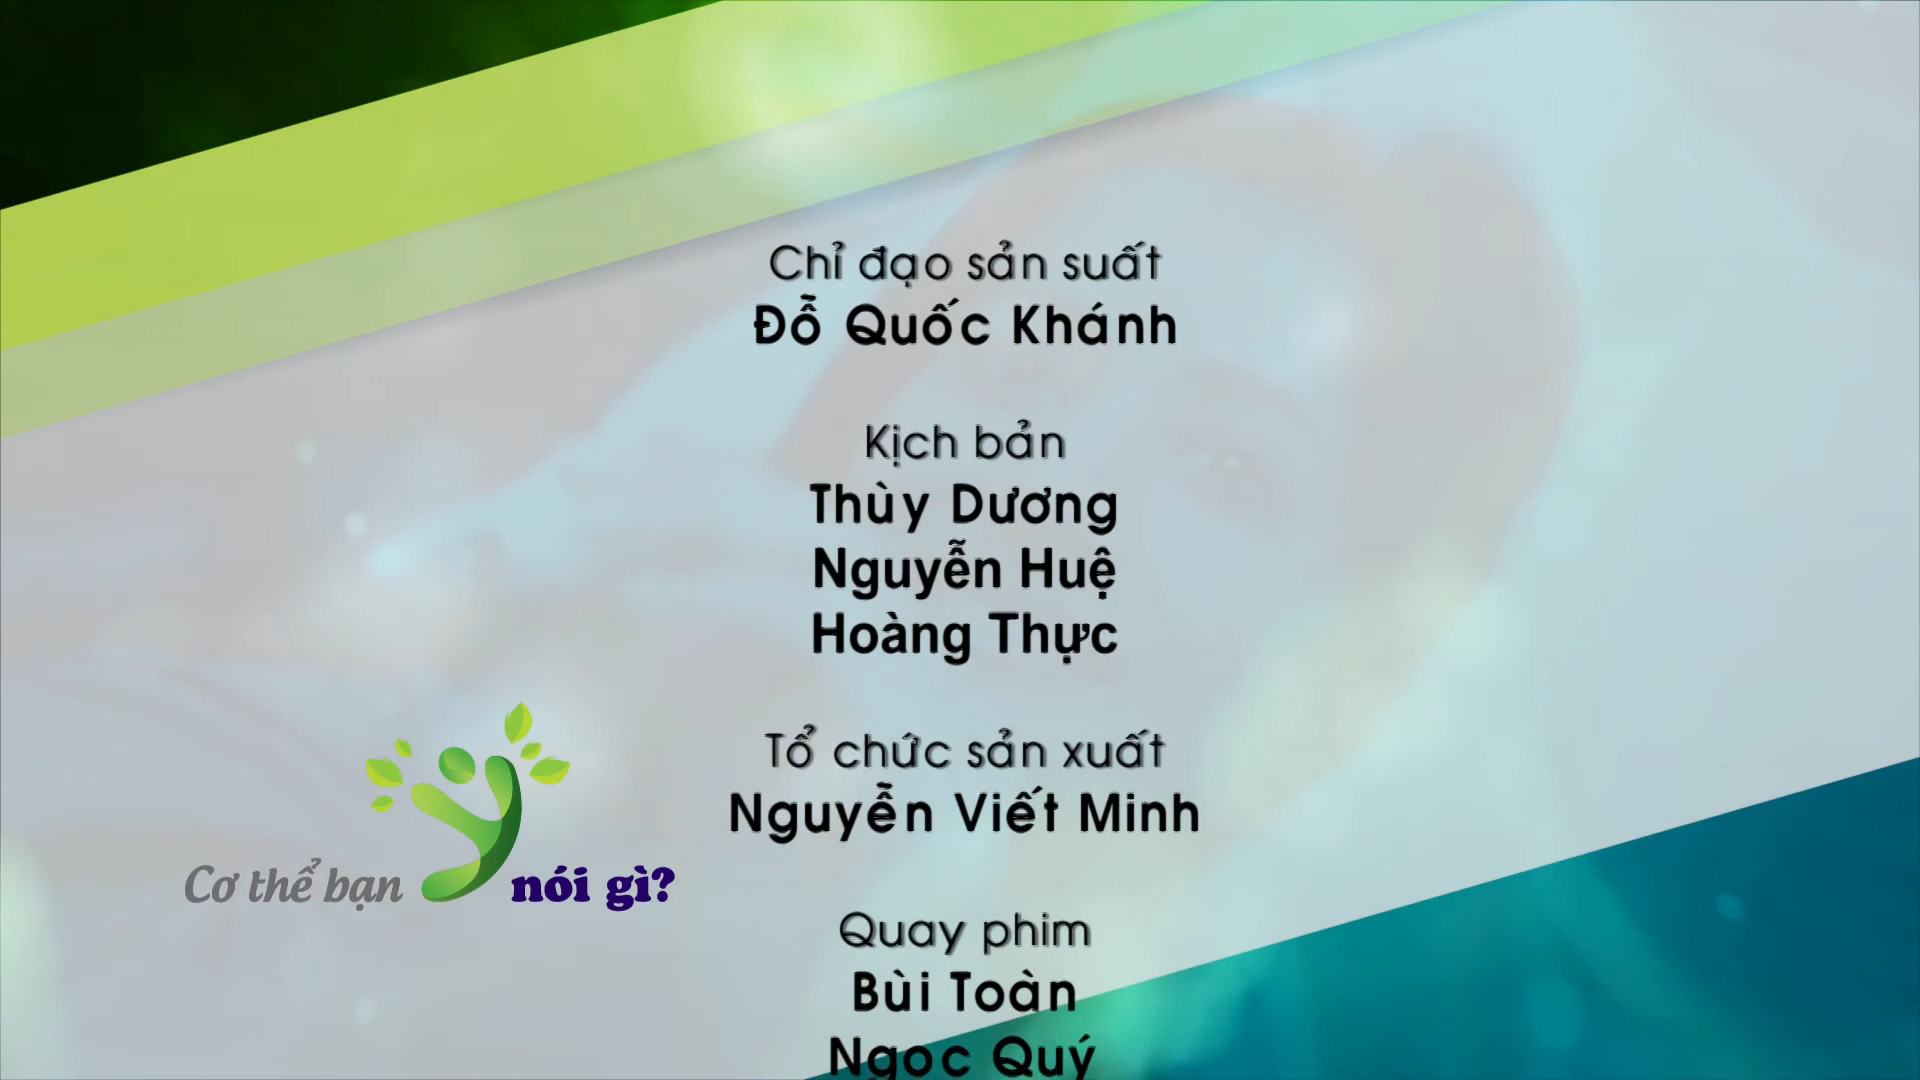 Chỉ đạo sản suất
Đỗ Quốc Khánh
Kịch bản
Thùy Dương
Nguyễn Huệ
Hoàng Thực
Tổ chức sản xuất
Nguyễn Viết Minh
Cơ thể bạn nói gì?
Quay phim
Bùi Toàn
Ngọc Quý